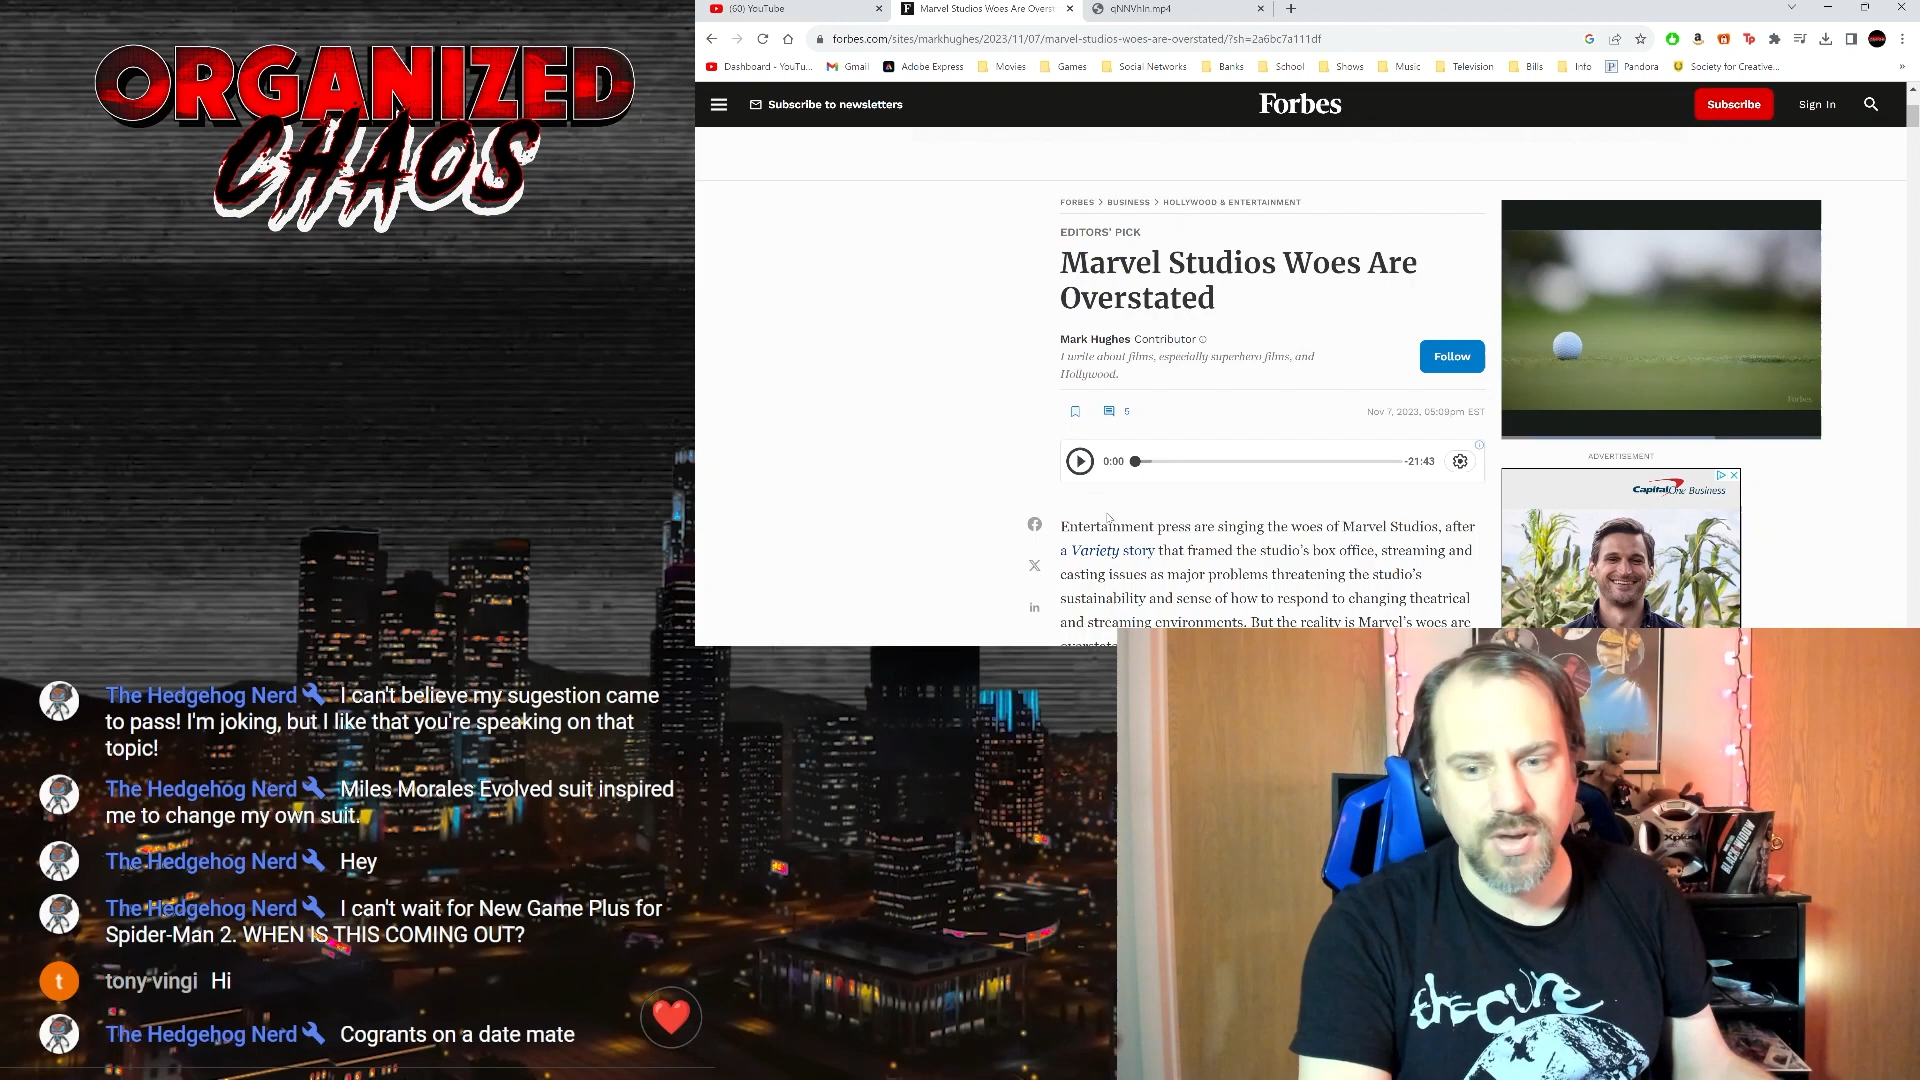 ORGANIZED
CHAOS
(60) YouTube
Marvel Studios Woes Are Overst
qNNVhIn.mp4
forbes.com/sites/markhughes/2023/11/07/marvel-studios-woes-are-overstated/?sh=2a6bc7a111df
Dashboard - YouTu... Gmail Adobe Express Movies Games Social Networks Banks School Shows Music Television Bills Info Pandora Society for Creative... »
Subscribe to newsletters
Forbes
Subscribe
Sign In
FORBES > BUSINESS > HOLLYWOOD & ENTERTAINMENT
EDITORS' PICK
Marvel Studios Woes Are
Overstated
Mark Hughes Contributor
I write about films, especially superhero films, and
Hollywood.
Follow
5
Nov 7, 2023, 05:09pm EST
0:00
-21:43
Forbes
ADVERTISEMENT
Capital One Business
Entertainment press are singing the woes of Marvel Studios, after
a Variety story that framed the studio's box office, streaming and
casting issues as major problems threatening the studio's
sustainability and sense of how to respond to changing theatrical
and streaming environments. But the reality is Marvel's woes are
The Hedgehog Nerd I can't believe my sugestion came
to pass! I'm joking, but I like that you're speaking on that
topic!
The Hedgehog Nerd Miles Morales Evolved suit inspired
me to change my own suit.
The Hedgehog Nerd Hey
The Hedgehog Nerd I can't wait for New Game Plus for
Spider-Man 2. WHEN IS THIS COMING OUT?
t
tony vingi Hi
The Hedgehog Nerd Cogrants on a date mate
Xplod
BLACK WIDOW
the cure